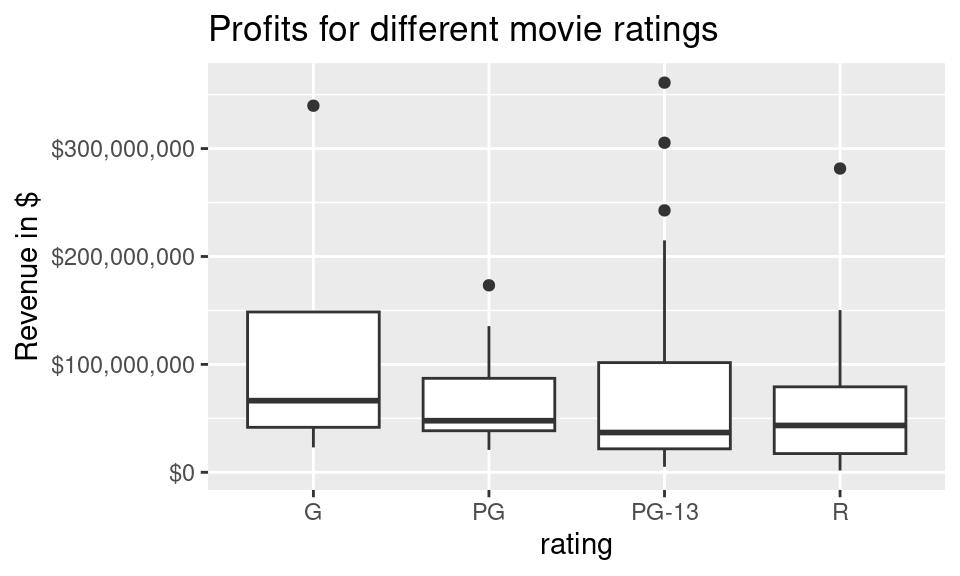 Profits for different movie ratings
Revenue in $
$300,000,000
$200,000,000
$100,000,000
$0
G PG PG-13 R
rating